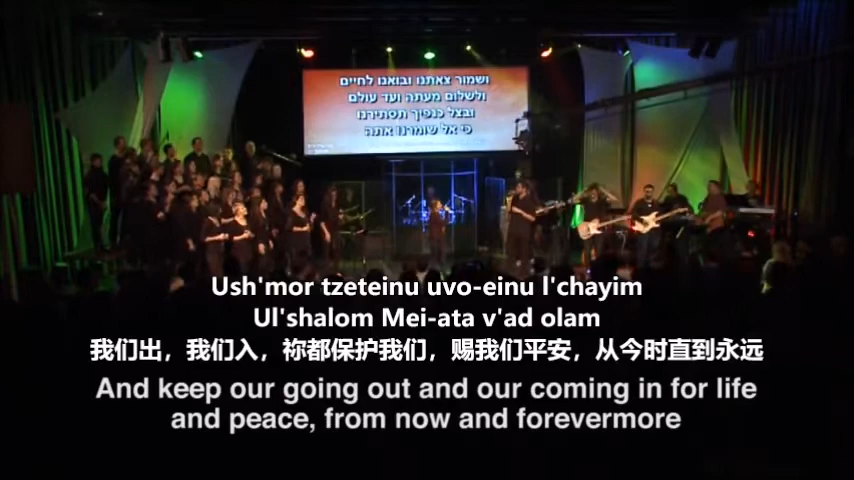 ושמור צאתנו ובואנו לחיים
ולשלום מעתה ועד עולם
ובצל כנפיך תסתירנו
כי אל שומרנו אתה
Ush'mor tzeteinu uvo-einu l'chayim
Ul'shalom Mei-ata v'ad olam
我们出，我们入，祢都保护我们，赐我们平安，从今时直到永远
And keep our going out and our coming in for life
and peace, from now and forevermore